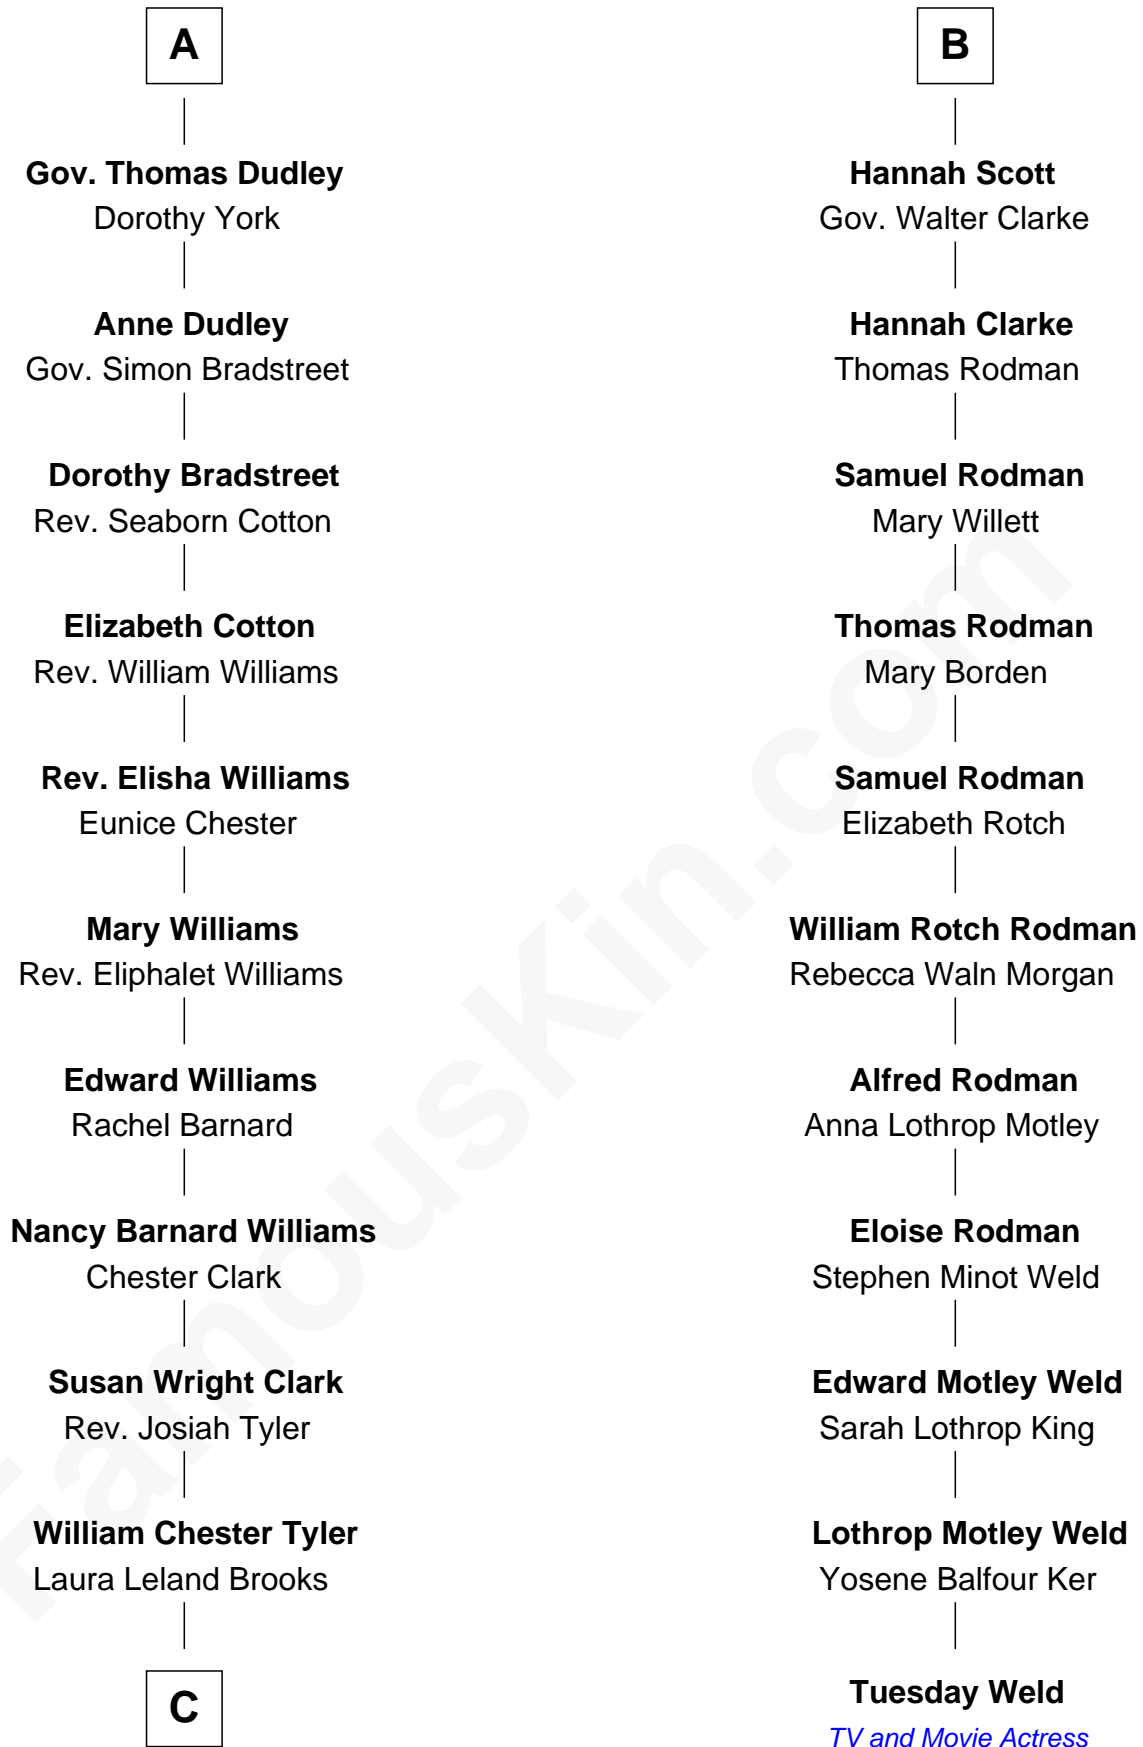 A
Gov. Thomas Dudley
Dorothy York
Anne Dudley
Gov. Simon Bradstreet
Dorothy Bradstreet
Rev. Seaborn Cotton
Elizabeth Cotton
Rev. William Williams
Rev. Elisha Williams
Eunice Chester
Mary Williams
Rev. Eliphalet Williams
Edward Williams
Rachel Barnard
Nancy Barnard Williams
Chester Clark
Susan Wright Clark
Rev. Josiah Tyler
William Chester Tyler
Laura Leland Brooks
C
B
Hannah Scott
Gov. Walter Clarke
Hannah Clarke
Thomas Rodman
Samuel Rodman
Mary Willett
Thomas Rodman
Mary Borden
Samuel Rodman
Elizabeth Rotch
William Rotch Rodman
Rebecca Waln Morgan
Alfred Rodman
Anna Lothrop Motley
Eloise Rodman
Stephen Minot Weld
Edward Motley Weld
Sarah Lothrop King
Lothrop Motley Weld
Yosene Balfour Ker
Tuesday Weld
TV and Movie Actress
FamousKin.com